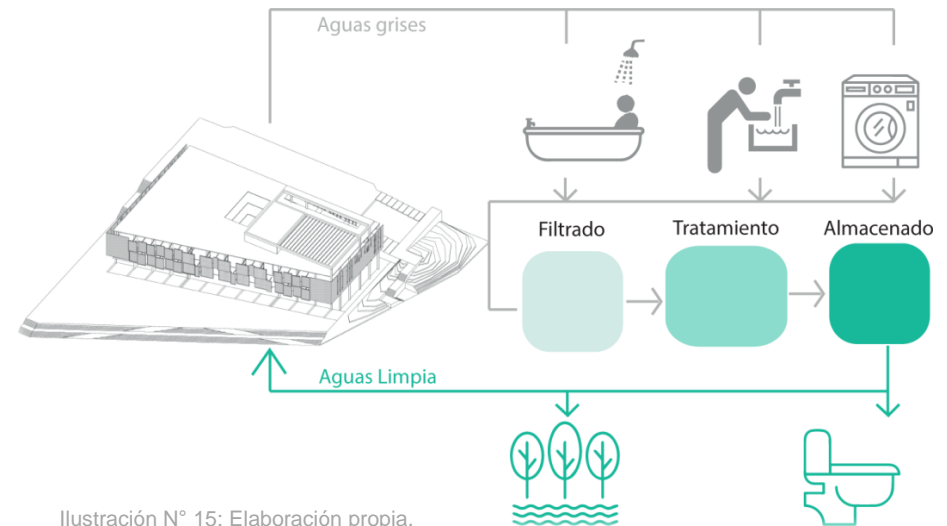 Aguas grises
Filtrado
Tratamiento
Almacenado
Aguas Limpia
Ilustración N° 15: Elaboración propia.